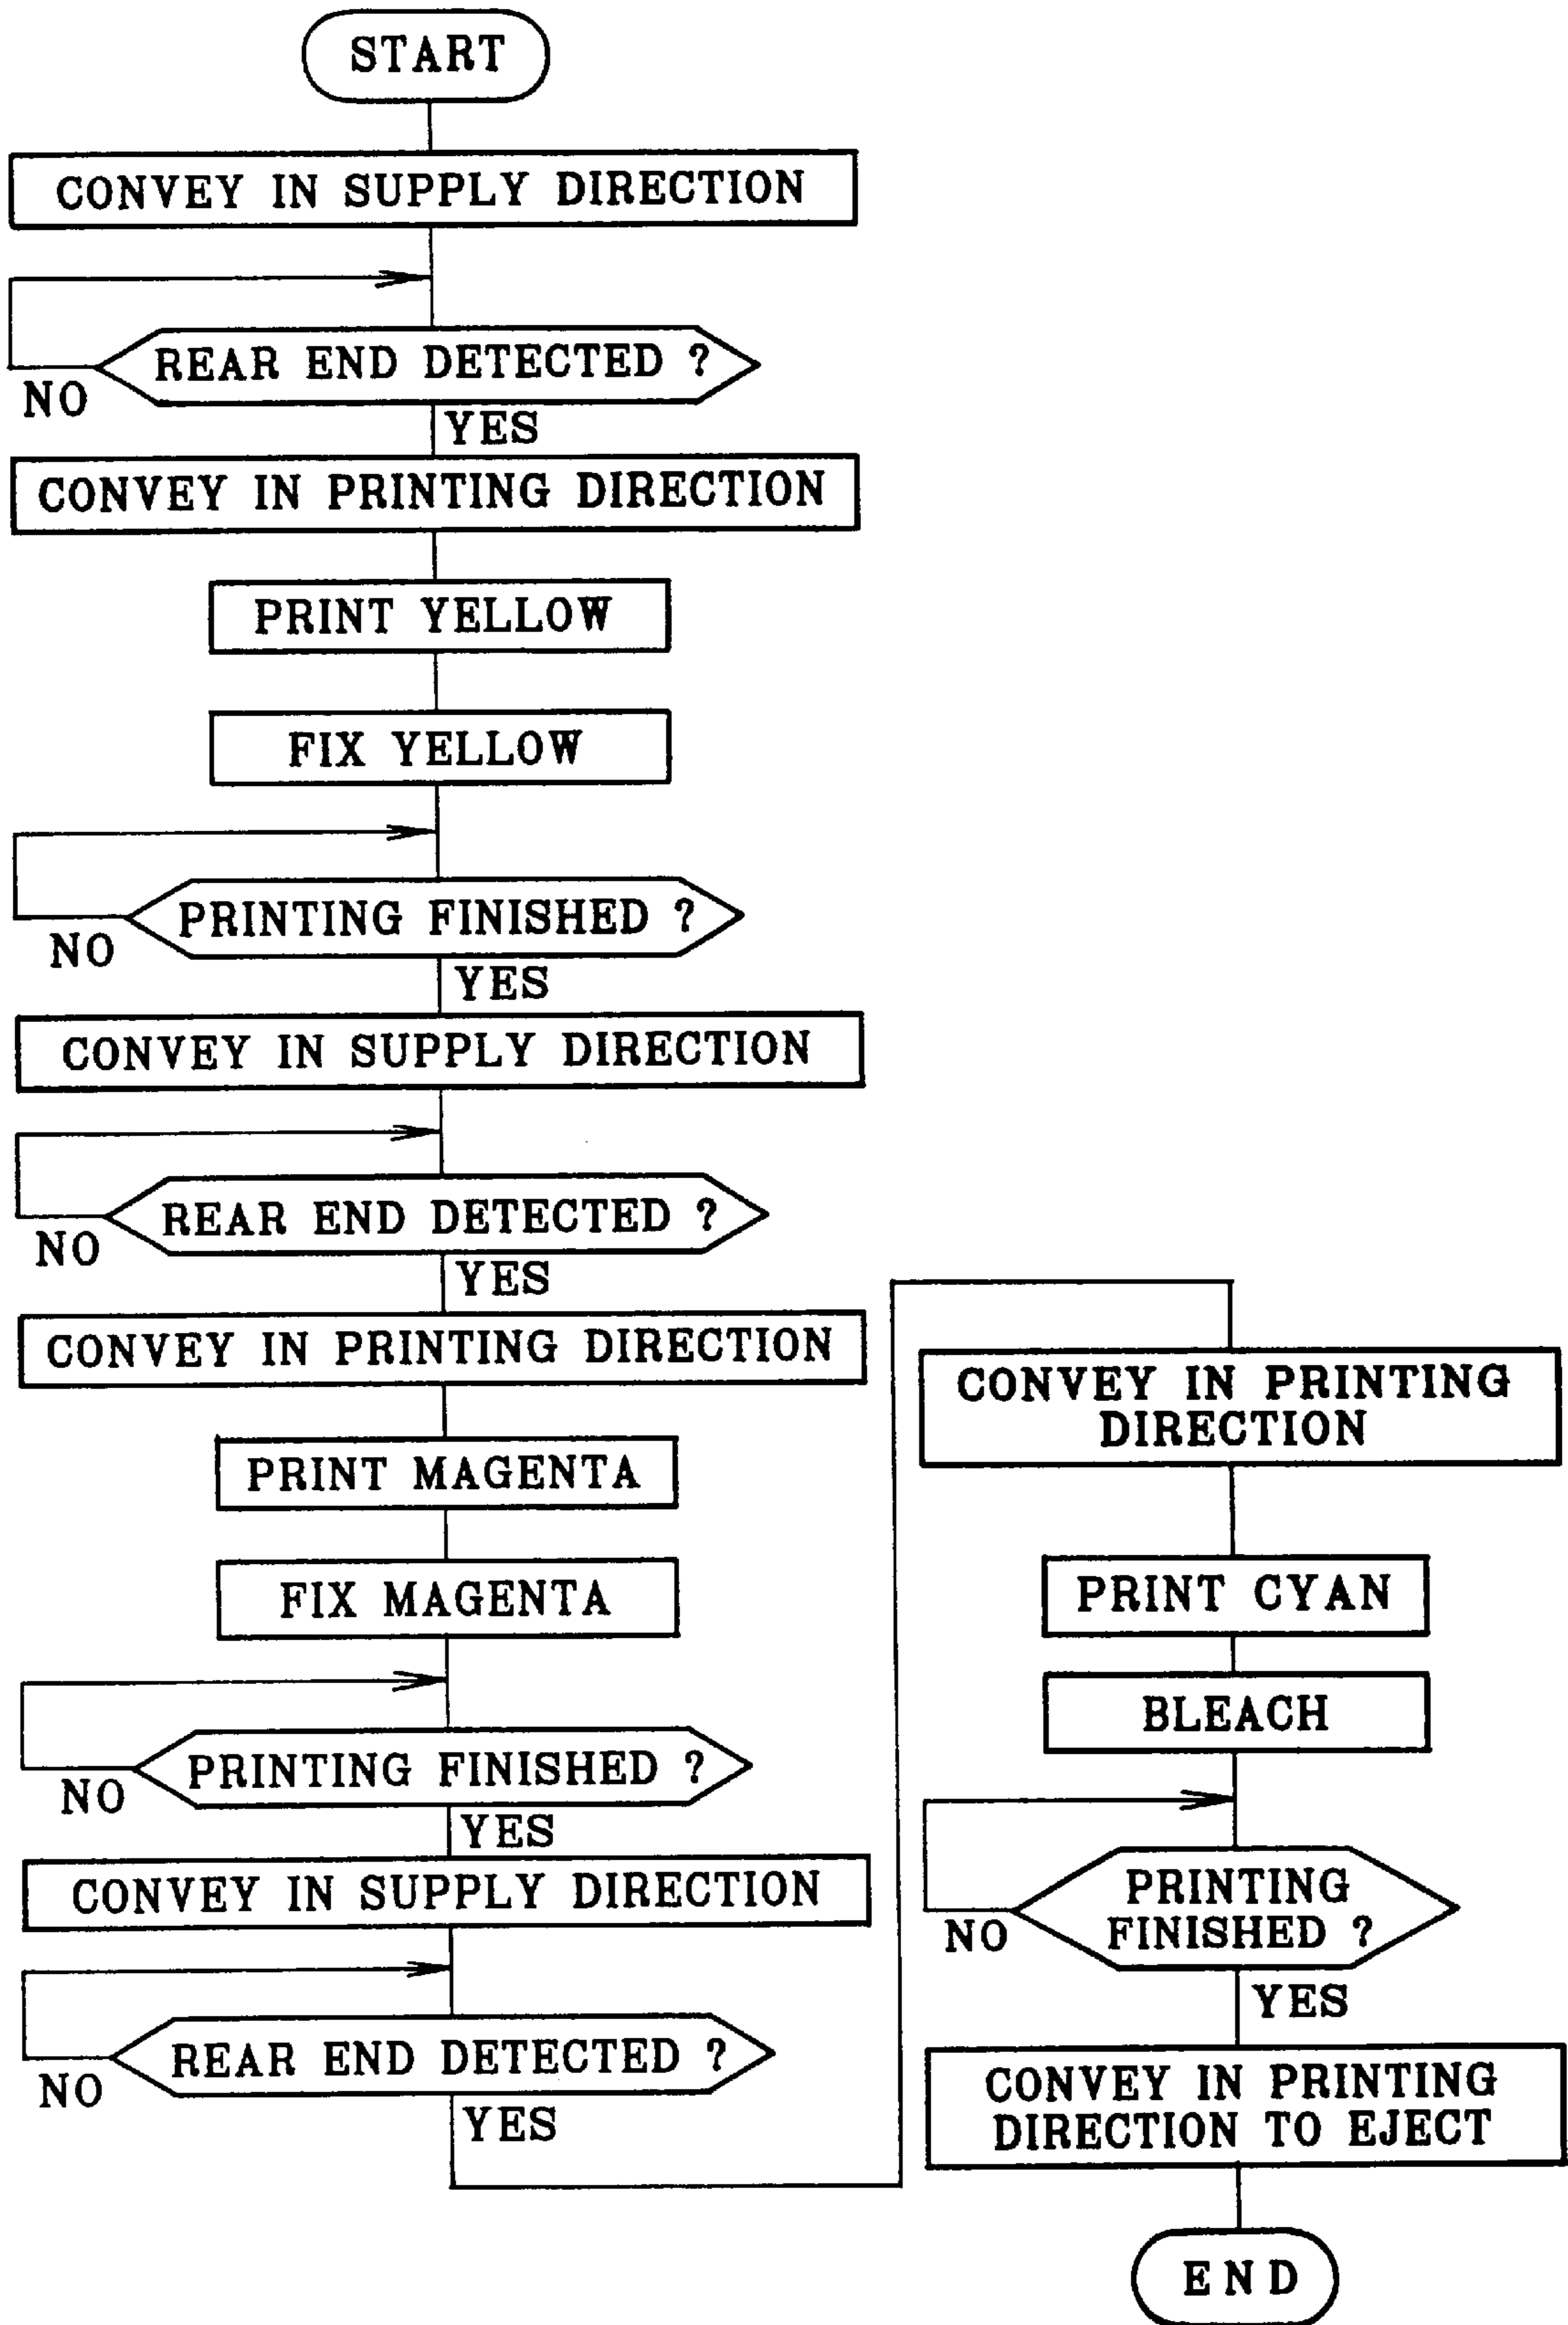 START
CONVEY IN SUPPLY DIRECTION
REAR END DETECTED ?
NO
YES
CONVEY IN PRINTING DIRECTION
PRINT YELLOW
FIX YELLOW
PRINTING FINISHED ?
NO
YES
CONVEY IN SUPPLY DIRECTION
REAR END DETECTED ?
NO
YES
CONVEY IN PRINTING DIRECTION
PRINT MAGENTA
FIX MAGENTA
PRINTING FINISHED ?
NO
YES
CONVEY IN SUPPLY DIRECTION
REAR END DETECTED ?
NO
YES
CONVEY IN PRINTING
DIRECTION
PRINT CYAN
BLEACH
PRINTING
FINISHED ?
NO
YES
CONVEY IN PRINTING
DIRECTION TO EJECT
END